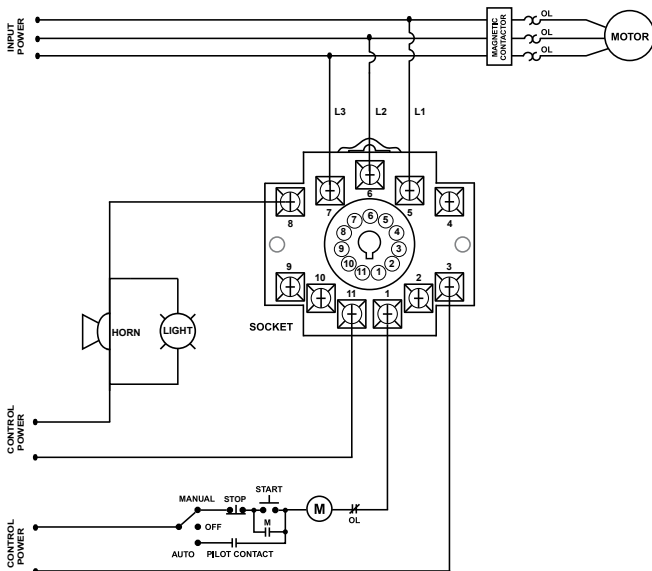 INPUT
POWER
MAGNETIC
CONTACTOR
OL
OL
OL
MOTOR
L3
L2
L1
6
7
5
8
4
6
7
5
8
4
9
3
10
2
11
1
9
10
11
1
2
3
SOCKET
HORN
LIGHT
CONTROL
POWER
MANUAL
STOP
START
M
OFF
M
OL
AUTO
PILOT CONTACT
CONTROL
POWER